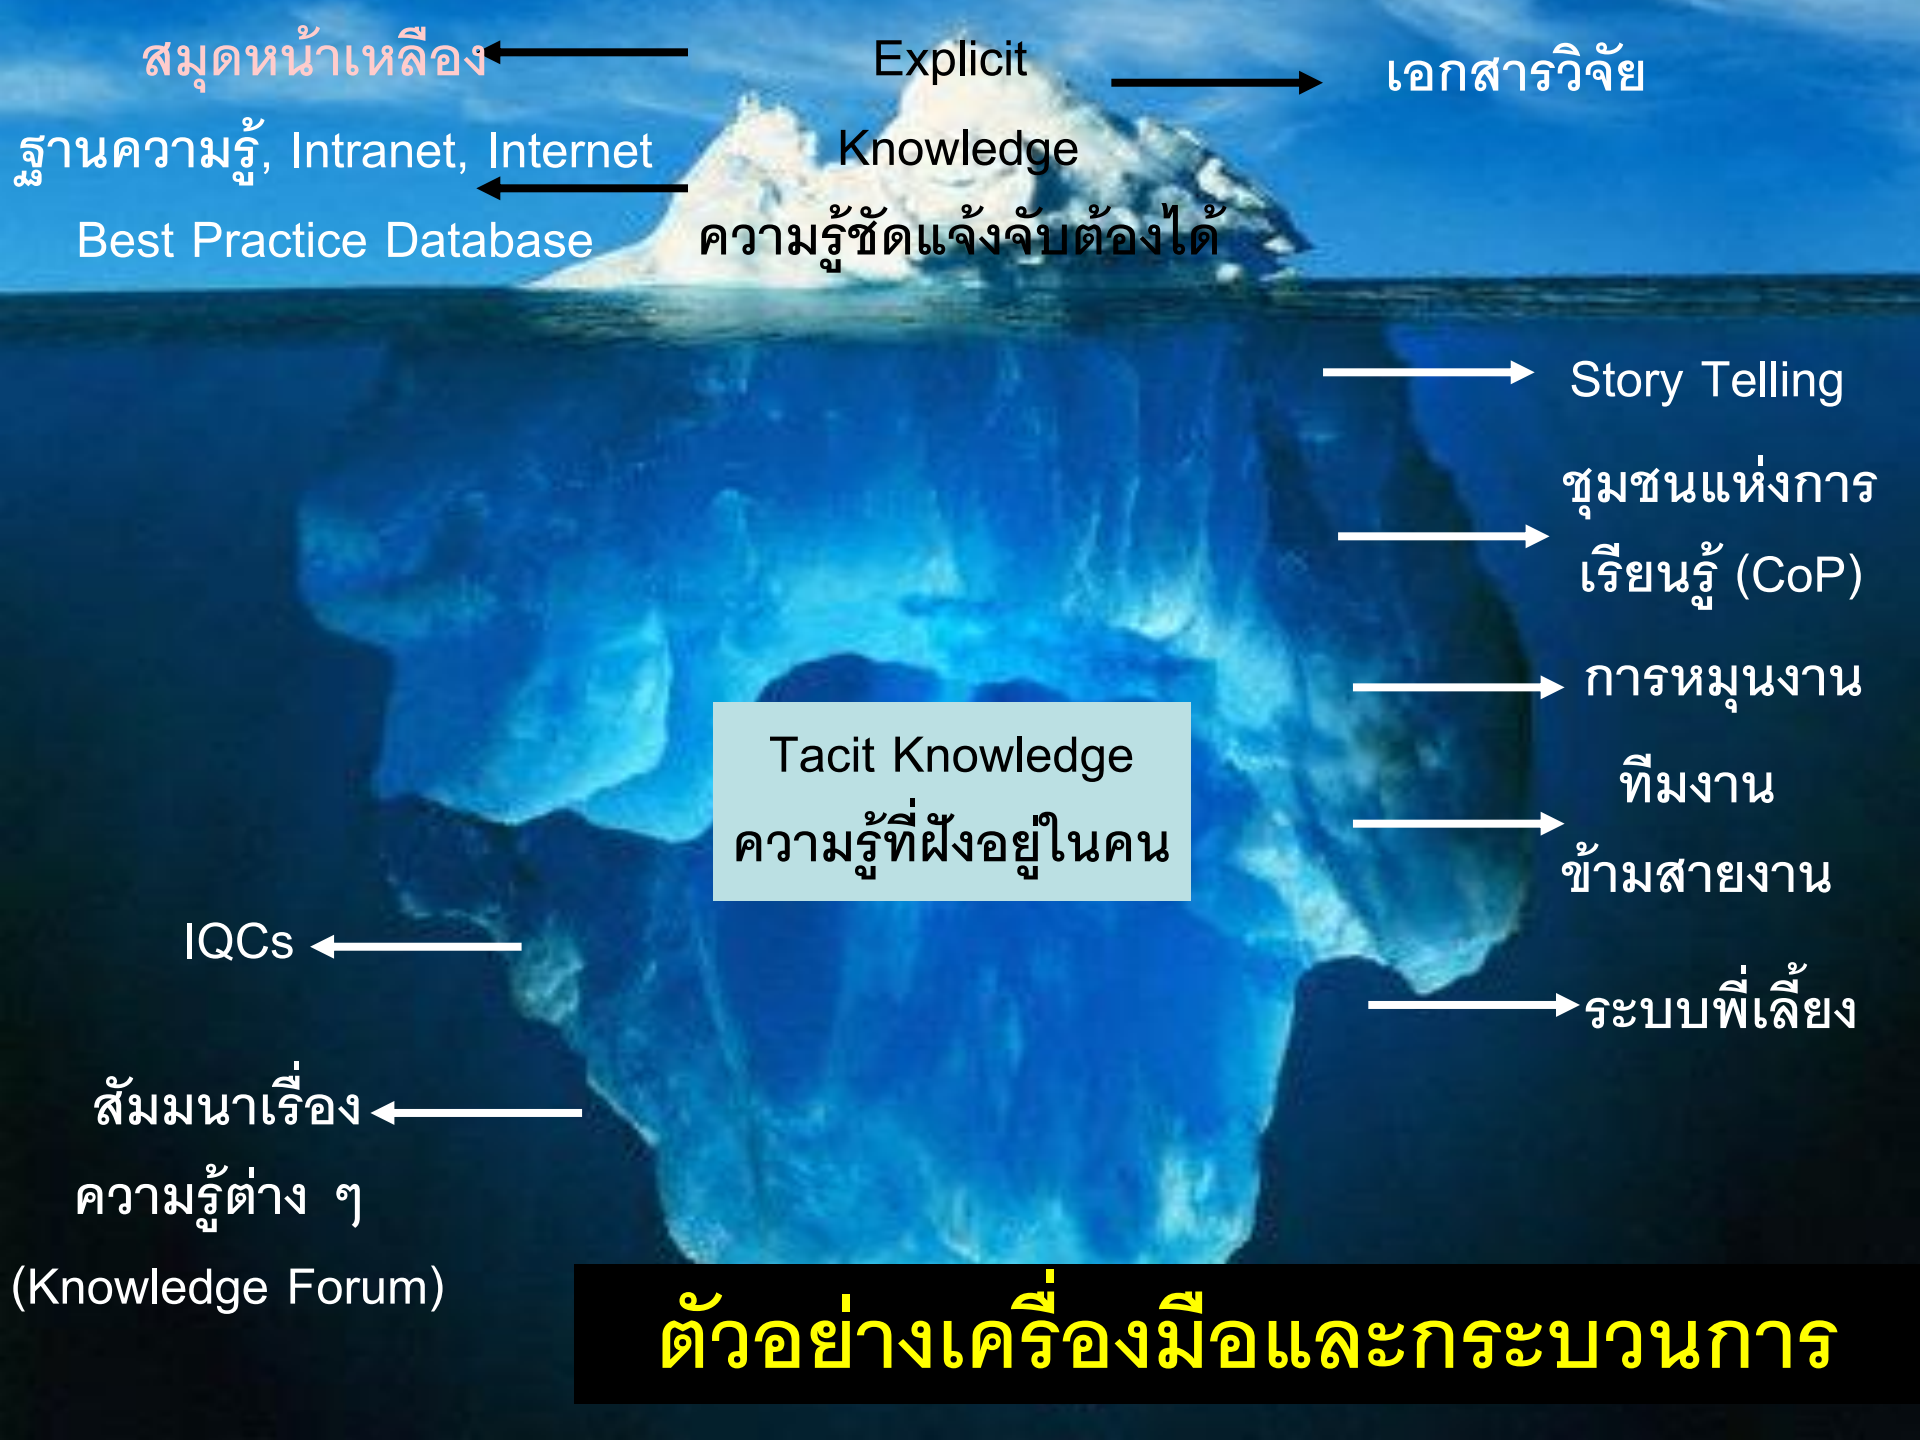 สมุดหน้าเหลือง
Explicit
เอกสารวิจัย
ฐานความรู้, Intranet, Internet
Knowledge
Best Practice Database
ความรู้ชัดแจ้งจับต้องได้
Story Telling
ชุมชนแห่งการ
เรียนรู้ (CoP)
การหมุนงาน
Tacit Knowledge
ความรู้ที่ฝังอยู่ในคน
ทีมงาน
ข้ามสายงาน
IQCs
ระบบพี่เลี้ยง
สัมมนาเรื่อง
ความรู้ต่าง ๆ
(Knowledge Forum)
ตัวอย่างเครื่องมือและกระบวนการ